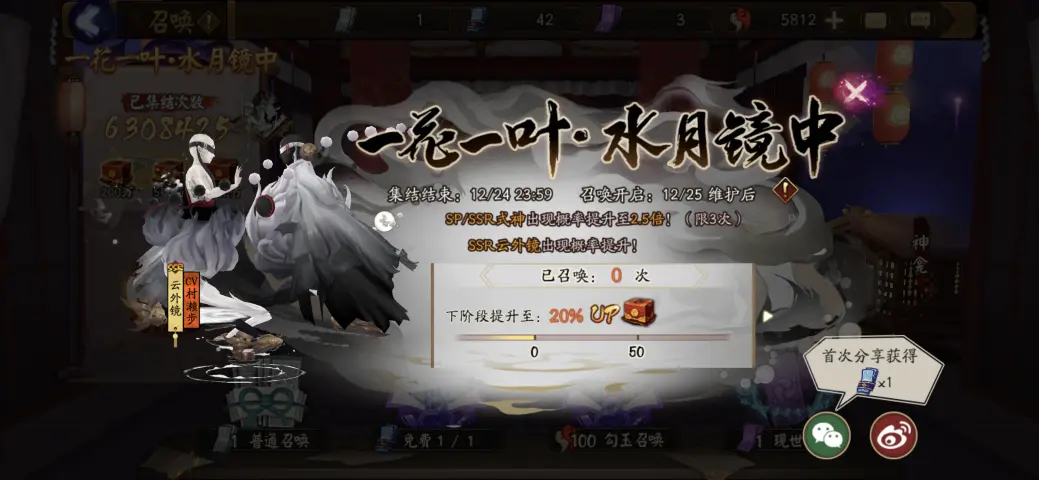 召唤
1
42
3
5812
一花一叶·水月镜中
已集结次数
6308425
一花一叶·水月镜中
集结结束：12/24 23:59 召唤开启：12/25 维护后
SP/SSR式神出现概率提升至2.5倍！（限3次）
SSR云外镜出现概率提升！
已召唤：0 次
下阶段提升至：20% UP
0 50
云外镜
CV村濑步
神龛
首次分享获得
x1
1 普通召唤
免费 1 / 1
100 勾玉召唤
1 现世